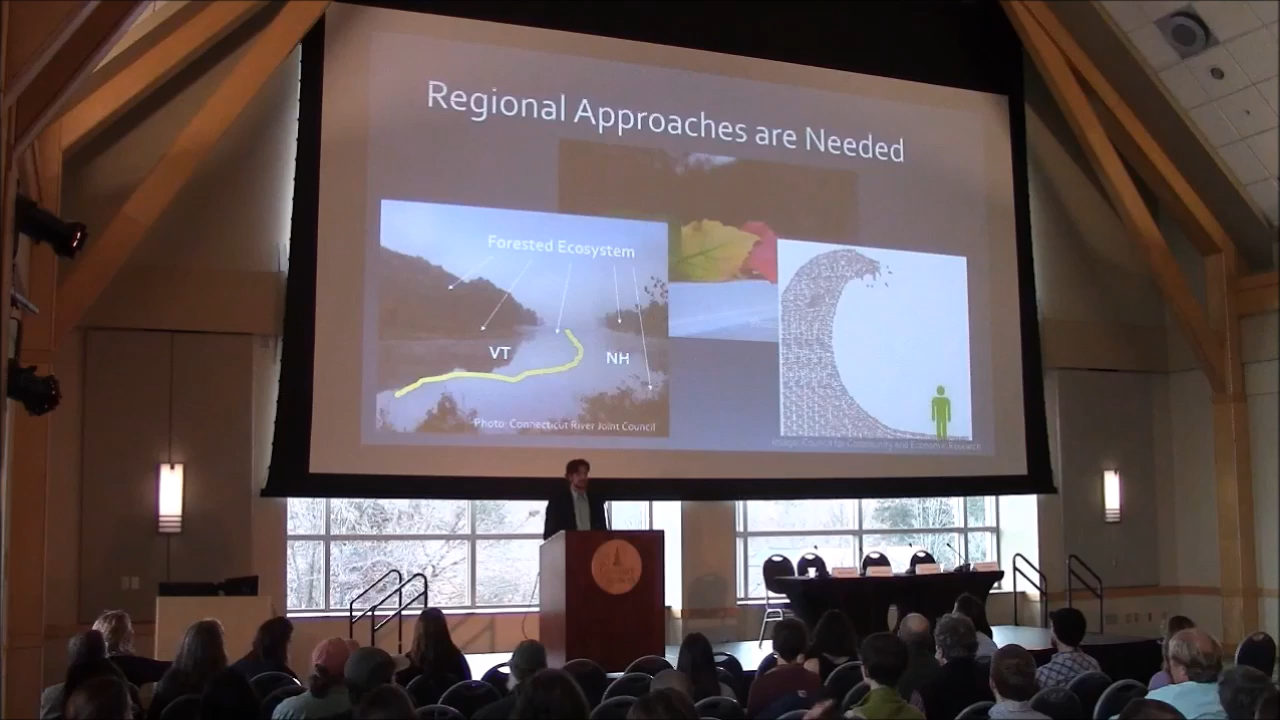 Regional Approaches are Needed
Forested Ecosystem
VT
NH
Photo: Connecticut River Joint Council
Image: Council for Community and Economic Research